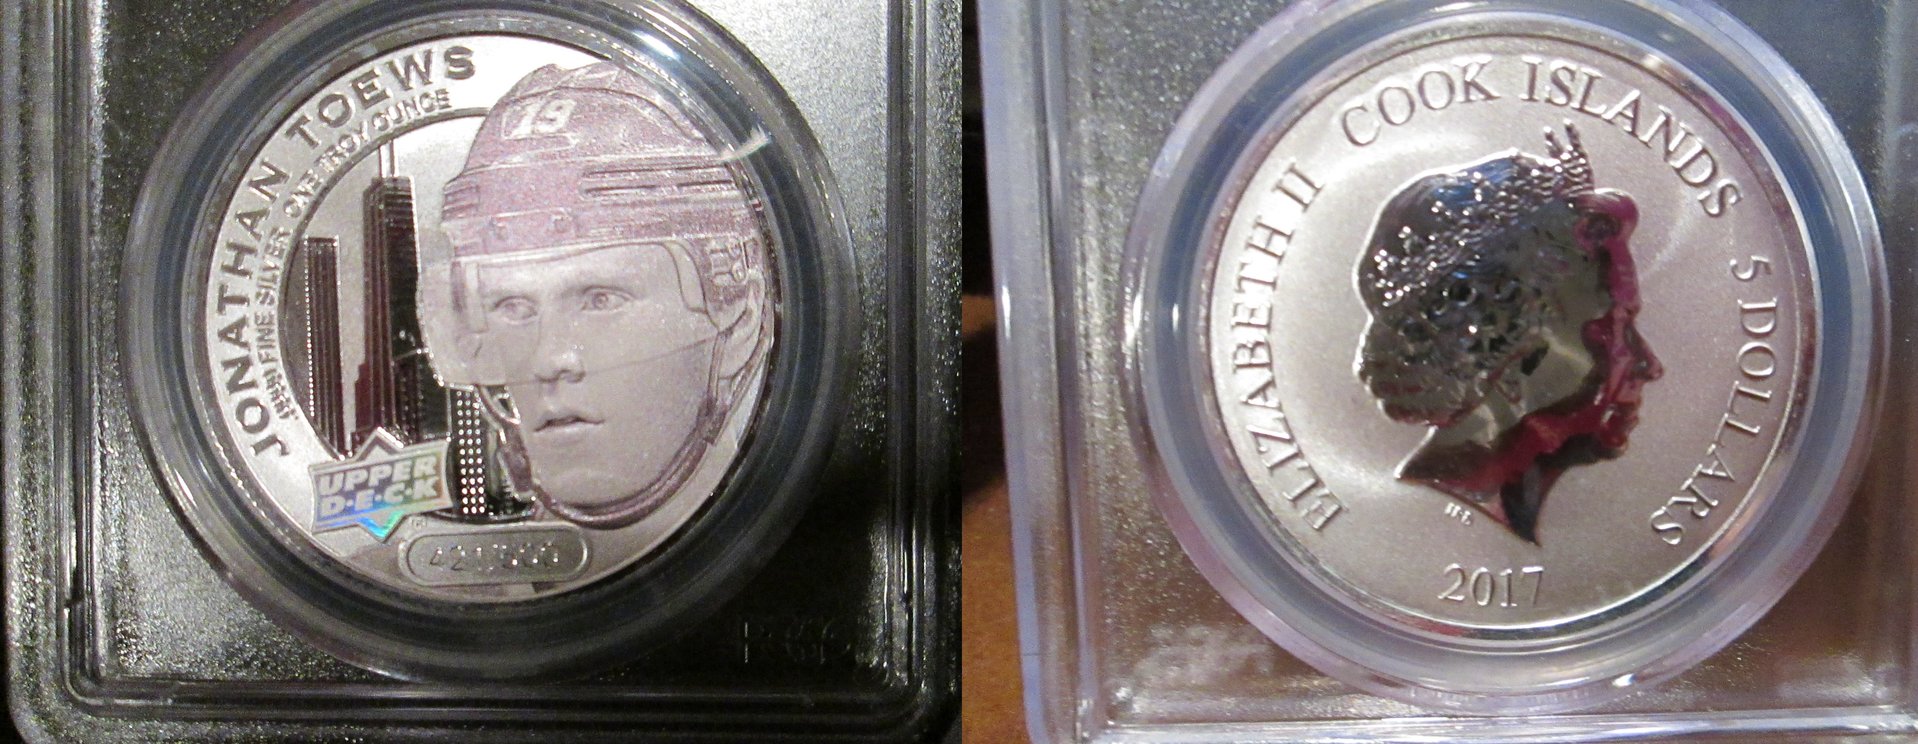 JONATHAN TOEWS
FINE SILVER ONE TROY OUNCE
19
UPPER
D·E·C·K
ELIZABETH II COOK ISLANDS 5 DOLLARS
IRB
2017